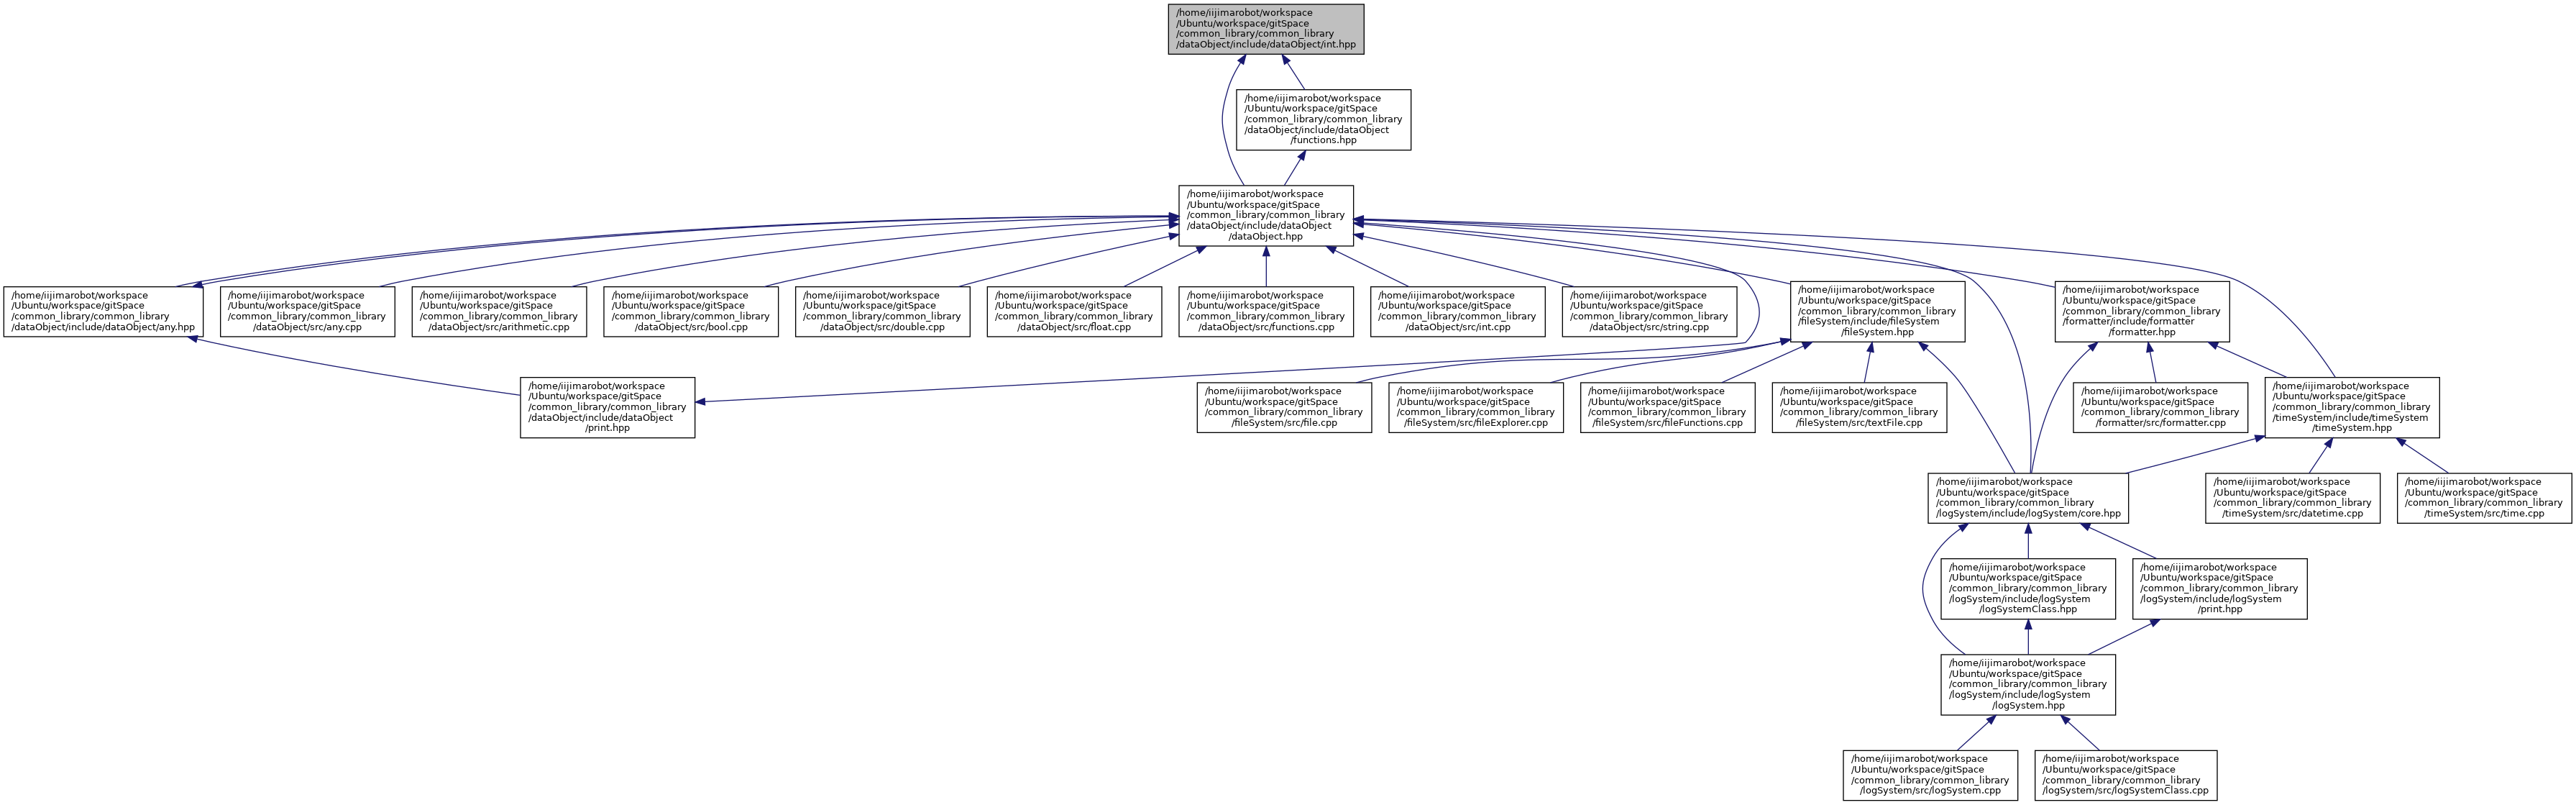 /home/iijimarobot/workspace
/Ubuntu/workspace/gitSpace
/common_library/common_library
/dataObject/include/dataObject/int.hpp
/home/iijimarobot/workspace
/Ubuntu/workspace/gitSpace
/common_library/common_library
/dataObject/include/dataObject
/functions.hpp
/home/iijimarobot/workspace
/Ubuntu/workspace/gitSpace
/common_library/common_library
/dataObject/include/dataObject
/dataObject.hpp
/home/iijimarobot/workspace
/Ubuntu/workspace/gitSpace
/common_library/common_library
/dataObject/include/dataObject/any.hpp
/home/iijimarobot/workspace
/Ubuntu/workspace/gitSpace
/common_library/common_library
/dataObject/src/any.cpp
/home/iijimarobot/workspace
/Ubuntu/workspace/gitSpace
/common_library/common_library
/dataObject/src/arithmetic.cpp
/home/iijimarobot/workspace
/Ubuntu/workspace/gitSpace
/common_library/common_library
/dataObject/src/bool.cpp
/home/iijimarobot/workspace
/Ubuntu/workspace/gitSpace
/common_library/common_library
/dataObject/src/double.cpp
/home/iijimarobot/workspace
/Ubuntu/workspace/gitSpace
/common_library/common_library
/dataObject/src/float.cpp
/home/iijimarobot/workspace
/Ubuntu/workspace/gitSpace
/common_library/common_library
/dataObject/src/functions.cpp
/home/iijimarobot/workspace
/Ubuntu/workspace/gitSpace
/common_library/common_library
/dataObject/src/int.cpp
/home/iijimarobot/workspace
/Ubuntu/workspace/gitSpace
/common_library/common_library
/dataObject/src/string.cpp
/home/iijimarobot/workspace
/Ubuntu/workspace/gitSpace
/common_library/common_library
/fileSystem/include/fileSystem
/fileSystem.hpp
/home/iijimarobot/workspace
/Ubuntu/workspace/gitSpace
/common_library/common_library
/formatter/include/formatter
/formatter.hpp
/home/iijimarobot/workspace
/Ubuntu/workspace/gitSpace
/common_library/common_library
/dataObject/include/dataObject
/print.hpp
/home/iijimarobot/workspace
/Ubuntu/workspace/gitSpace
/common_library/common_library
/fileSystem/src/file.cpp
/home/iijimarobot/workspace
/Ubuntu/workspace/gitSpace
/common_library/common_library
/fileSystem/src/fileExplorer.cpp
/home/iijimarobot/workspace
/Ubuntu/workspace/gitSpace
/common_library/common_library
/fileSystem/src/fileFunctions.cpp
/home/iijimarobot/workspace
/Ubuntu/workspace/gitSpace
/common_library/common_library
/fileSystem/src/textFile.cpp
/home/iijimarobot/workspace
/Ubuntu/workspace/gitSpace
/common_library/common_library
/formatter/src/formatter.cpp
/home/iijimarobot/workspace
/Ubuntu/workspace/gitSpace
/common_library/common_library
/timeSystem/include/timeSystem
/timeSystem.hpp
/home/iijimarobot/workspace
/Ubuntu/workspace/gitSpace
/common_library/common_library
/logSystem/include/logSystem/core.hpp
/home/iijimarobot/workspace
/Ubuntu/workspace/gitSpace
/common_library/common_library
/timeSystem/src/datetime.cpp
/home/iijimarobot/workspace
/Ubuntu/workspace/gitSpace
/common_library/common_library
/timeSystem/src/time.cpp
/home/iijimarobot/workspace
/Ubuntu/workspace/gitSpace
/common_library/common_library
/logSystem/include/logSystem
/logSystemClass.hpp
/home/iijimarobot/workspace
/Ubuntu/workspace/gitSpace
/common_library/common_library
/logSystem/include/logSystem
/print.hpp
/home/iijimarobot/workspace
/Ubuntu/workspace/gitSpace
/common_library/common_library
/logSystem/include/logSystem
/logSystem.hpp
/home/iijimarobot/workspace
/Ubuntu/workspace/gitSpace
/common_library/common_library
/logSystem/src/logSystem.cpp
/home/iijimarobot/workspace
/Ubuntu/workspace/gitSpace
/common_library/common_library
/logSystem/src/logSystemClass.cpp